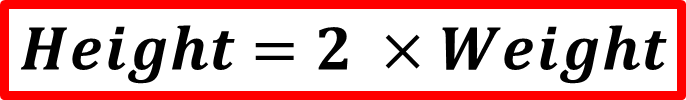 Height = 2 × Weight